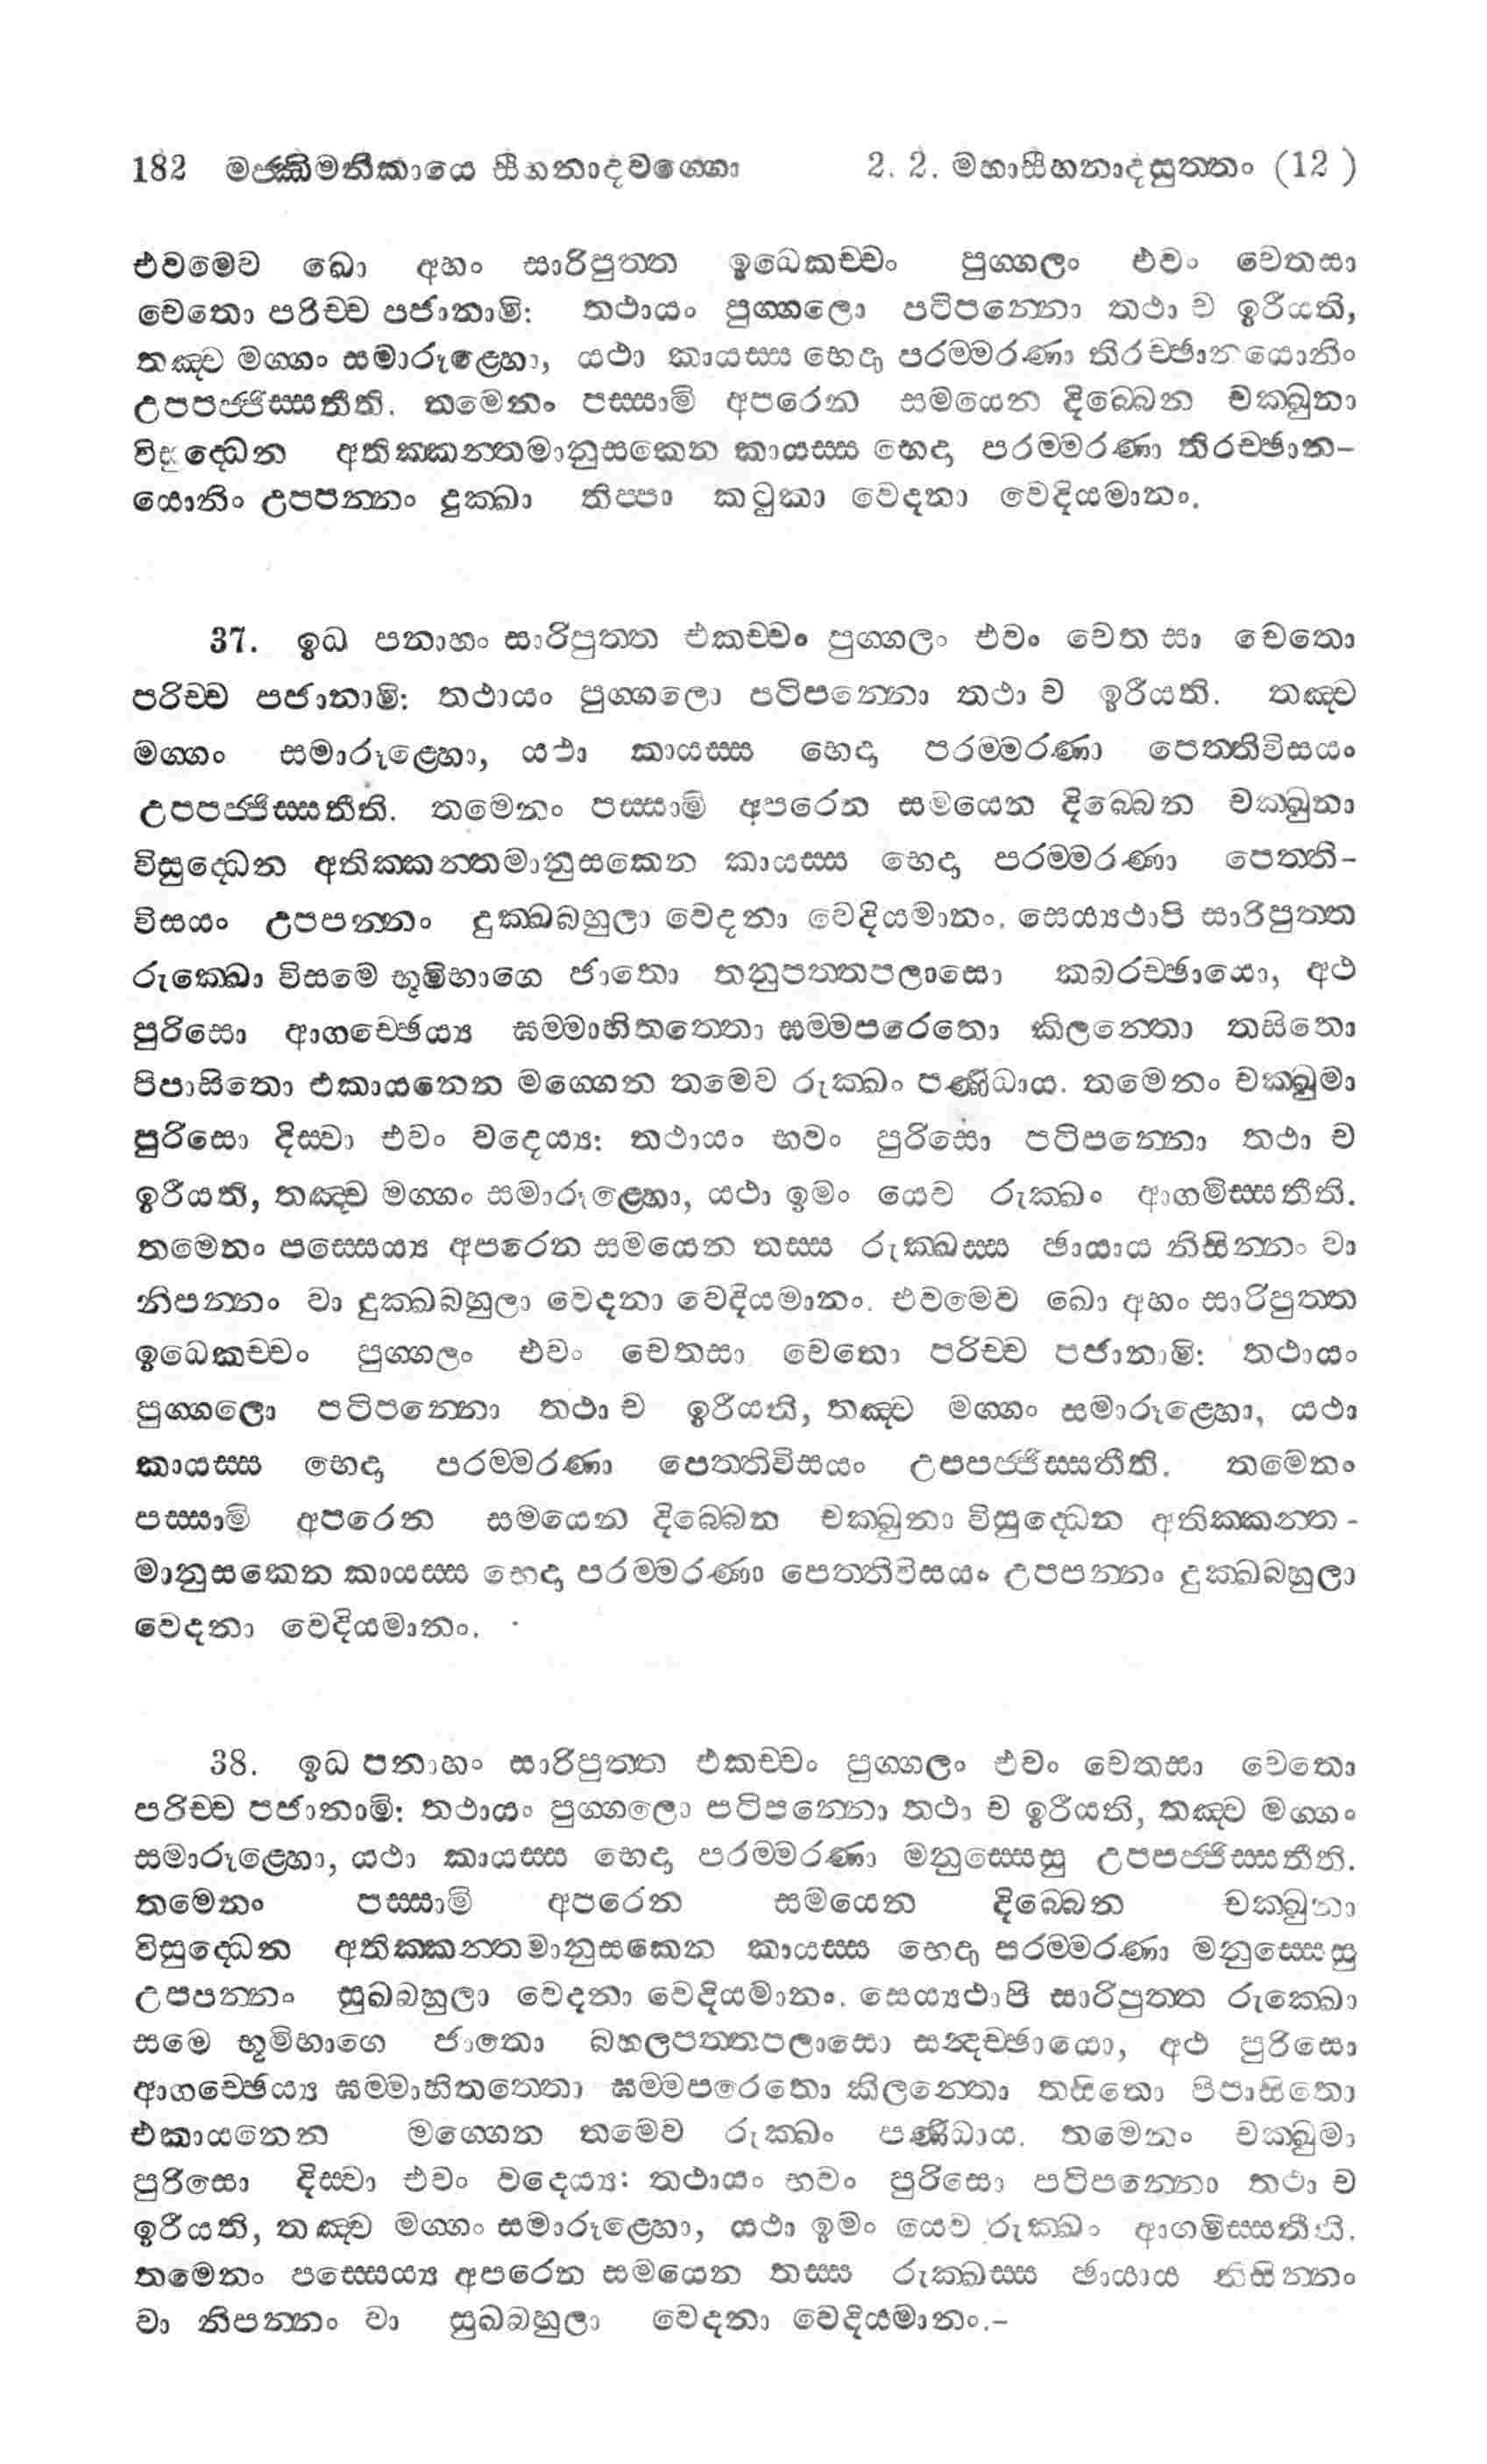 182 මජ්ඣිමනිකායෙ සීහනාදවග්ගො 2. 2. මහාසීහනාදසුත්තං (12 )
එවමෙව ඛො අහං සාරිපුත්ත ඉධෙකච්චං පුග්ගලං එවං චෙතසා
චෙතො පරිච්ච පජානාමි: තථායං පුග්ගලො පටිපන්නො තථා ච ඉරීයති,
තඤ්ච මග්ගං සමාරූළ්හො, යථා කායස්ස භෙදා පරම්මරණා තිරච්ඡානයොනිං
උපපජ්ජිස්සතීති. තමෙනං පස්සාමි අපරෙන සමයෙන දිබ්බෙන චක්ඛුනා
විසුද්ධෙන අතික්කන්තමානුසකෙන කායස්ස භෙදා පරම්මරණා තිරච්ඡාන-
යොනිං උපපන්නං දුක්ඛා තිප්පා කටුකා වෙදනා වෙදියමානං.
37. ඉධ පනාහං සාරිපුත්ත එකච්චං පුග්ගලං එවං චෙත සා චෙතො
පරිච්ච පජානාමි: තථායං පුග්ගලො පටිපන්නො තථා ච ඉරීයති. තඤ්ච
මග්ගං සමාරූළ්හො, යථා කායස්ස භෙදා පරම්මරණා පෙත්තිවිසයං
උපපජ්ජිස්සතීති. තමෙනං පස්සාමි අපරෙන සමයෙන දිබ්බෙන චක්ඛුනා
විසුද්ධෙන අතික්කන්තමානුසකෙන කායස්ස භෙදා පරම්මරණා පෙත්ති-
විසයං උපපන්නං දුක්ඛබහුලා වෙදනා වෙදියමානං. සෙය්‍යථාපි සාරිපුත්ත
රුක්ඛො විසමෙ භූමිභාගෙ ජාතො තනුපත්තපලාසො කබරච්ඡායො, අථ
පුරිසො ආගච්ඡෙය්‍ය ඝම්මාභිතත්තො ඝම්මපරෙතො කිලන්තො තසිතො
පිපාසිතො එකායනෙන මග්ගෙන තමෙව රුක්ඛං පණිධාය. තමෙනං චක්ඛුමා
පුරිසො දිස්වා එවං වදෙය්‍ය: තථායං භවං පුරිසො පටිපන්නො තථා ච
ඉරීයති, තඤ්ච මග්ගං සමාරූළ්හො, යථා ඉමං යෙව රුක්ඛං ආගමිස්සතීති.
තමෙනං පස්සෙය්‍ය අපරෙන සමයෙන තස්ස රුක්ඛස්ස ඡායාය නිසින්නං වා
නිපන්නං වා දුක්ඛබහුලා වෙදනා වෙදියමානං. එවමෙව ඛො අහං සාරිපුත්ත
ඉධෙකච්චං පුග්ගලං එවං චෙතසා චෙතො පරිච්ච පජානාමි: තථායං
පුග්ගලො පටිපන්නො තථා ච ඉරීයති, තඤ්ච මග්ගං සමාරූළ්හො, යථා
කායස්ස භෙදා පරම්මරණා පෙත්තිවිසයං උපපජ්ජිස්සතීති. තමෙනං
පස්සාමි අපරෙන සමයෙන දිබ්බෙන චක්ඛුනා විසුද්ධෙන අතික්කන්ත -
මානුසකෙන කායස්ස භෙදා පරම්මරණා පෙත්තිවිසයං උපපන්නං දුක්ඛබහුලා
වෙදනා වෙදියමානං.
38. ඉධ පනාහං සාරිපුත්ත එකච්චං පුග්ගලං එවං චෙතසා චෙතො
පරිච්ච පජානාමි: තථායං පුග්ගලො පටිපන්නො තථා ච ඉරීයති, තඤ්ච මග්ගං
සමාරූළ්හො, යථා කායස්ස භෙදා පරම්මරණා මනුස්සෙසු උපපජ්ජිස්සතීති.
තමෙනං පස්සාමි අපරෙන සමයෙන දිබ්බෙන චක්ඛුනා
විසුද්ධෙන අතික්කන්තමානුසකෙන කායස්ස භෙදා පරම්මරණා මනුස්සෙසු
උපපන්නං සුඛබහුලා වෙදනා වෙදියමානං. සෙය්‍යථාපි සාරිපුත්ත රුක්ඛො
සමෙ භූමිභාගෙ ජාතො බහලපත්තපලාසො සඤ්ඡච්ඡායො, අථ පුරිසො
ආගච්ඡෙය්‍ය ඝම්මාභිතත්තො ඝම්මපරෙතො කිලන්තො තසිතො පිපාසිතො
එකායනෙන මග්ගෙන තමෙව රුක්ඛං පණිධාය. තමෙනං චක්ඛුමා
පුරිසො දිස්වා එවං වදෙය්‍ය: තථායං භවං පුරිසො පටිපන්නො තථා ච
ඉරීයති, තඤ්ච මග්ගං සමාරූළ්හො, යථා ඉමං යෙව රුක්ඛං ආගමිස්සතීති.
තමෙනං පස්සෙය්‍ය අපරෙන සමයෙන තස්ස රුක්ඛස්ස ඡායාය නිසින්නං
වා නිපන්නං වා සුඛබහුලා වෙදනා වෙදියමානං.-